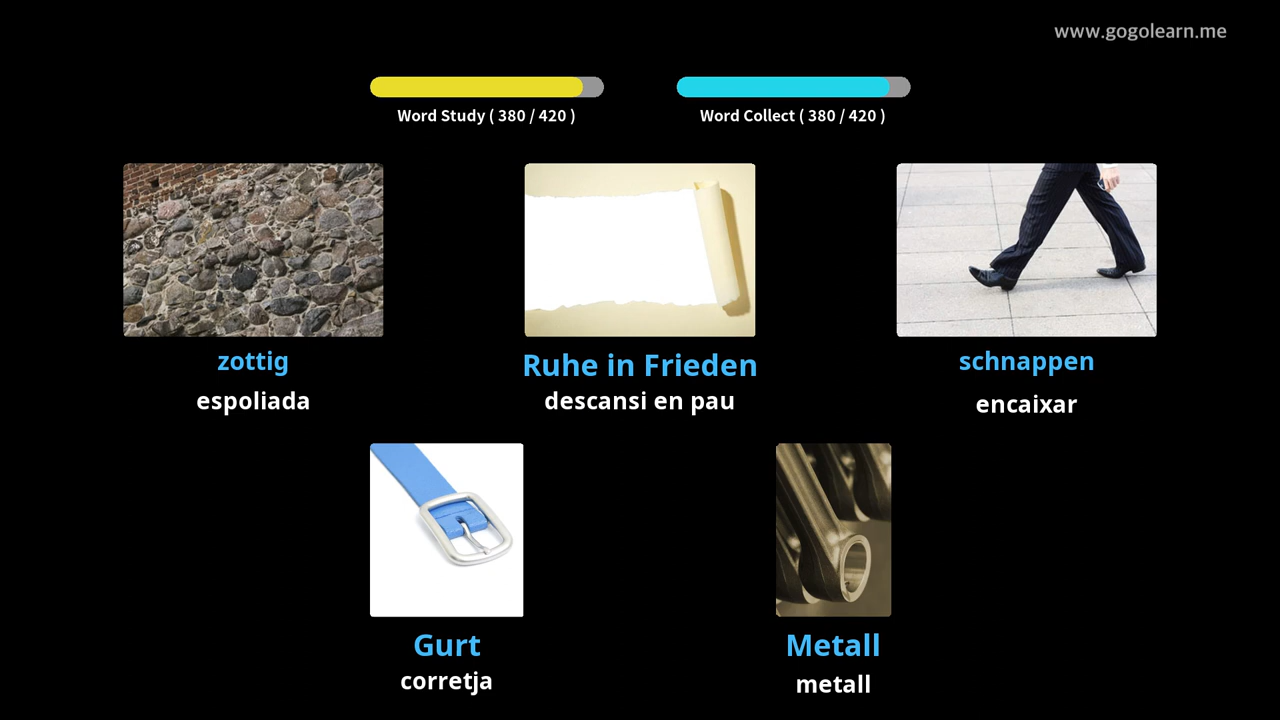 www.gogolearn.me
Word Study ( 380 / 420 )
Word Collect ( 380 / 420 )
zottig
espoliada
Ruhe in Frieden
descansi en pau
schnappen
encaixar
Gurt
corretja
Metall
metall